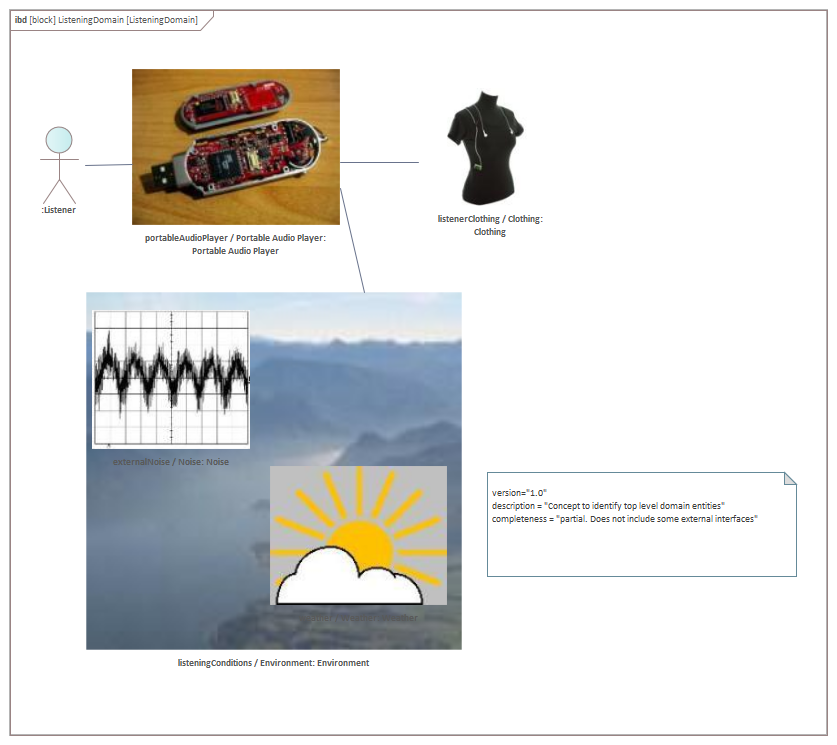 ibd [block] ListeningDomain [ListeningDomain]
:Listener
portableAudioPlayer / Portable Audio Player:
Portable Audio Player
listenerClothing / Clothing:
Clothing
externalNoise / Noise: Noise
version="1.0"
description = "Concept to identify top level domain entities"
completeness = "partial. Does not include some external interfaces"
listeningConditions / Environment: Environment